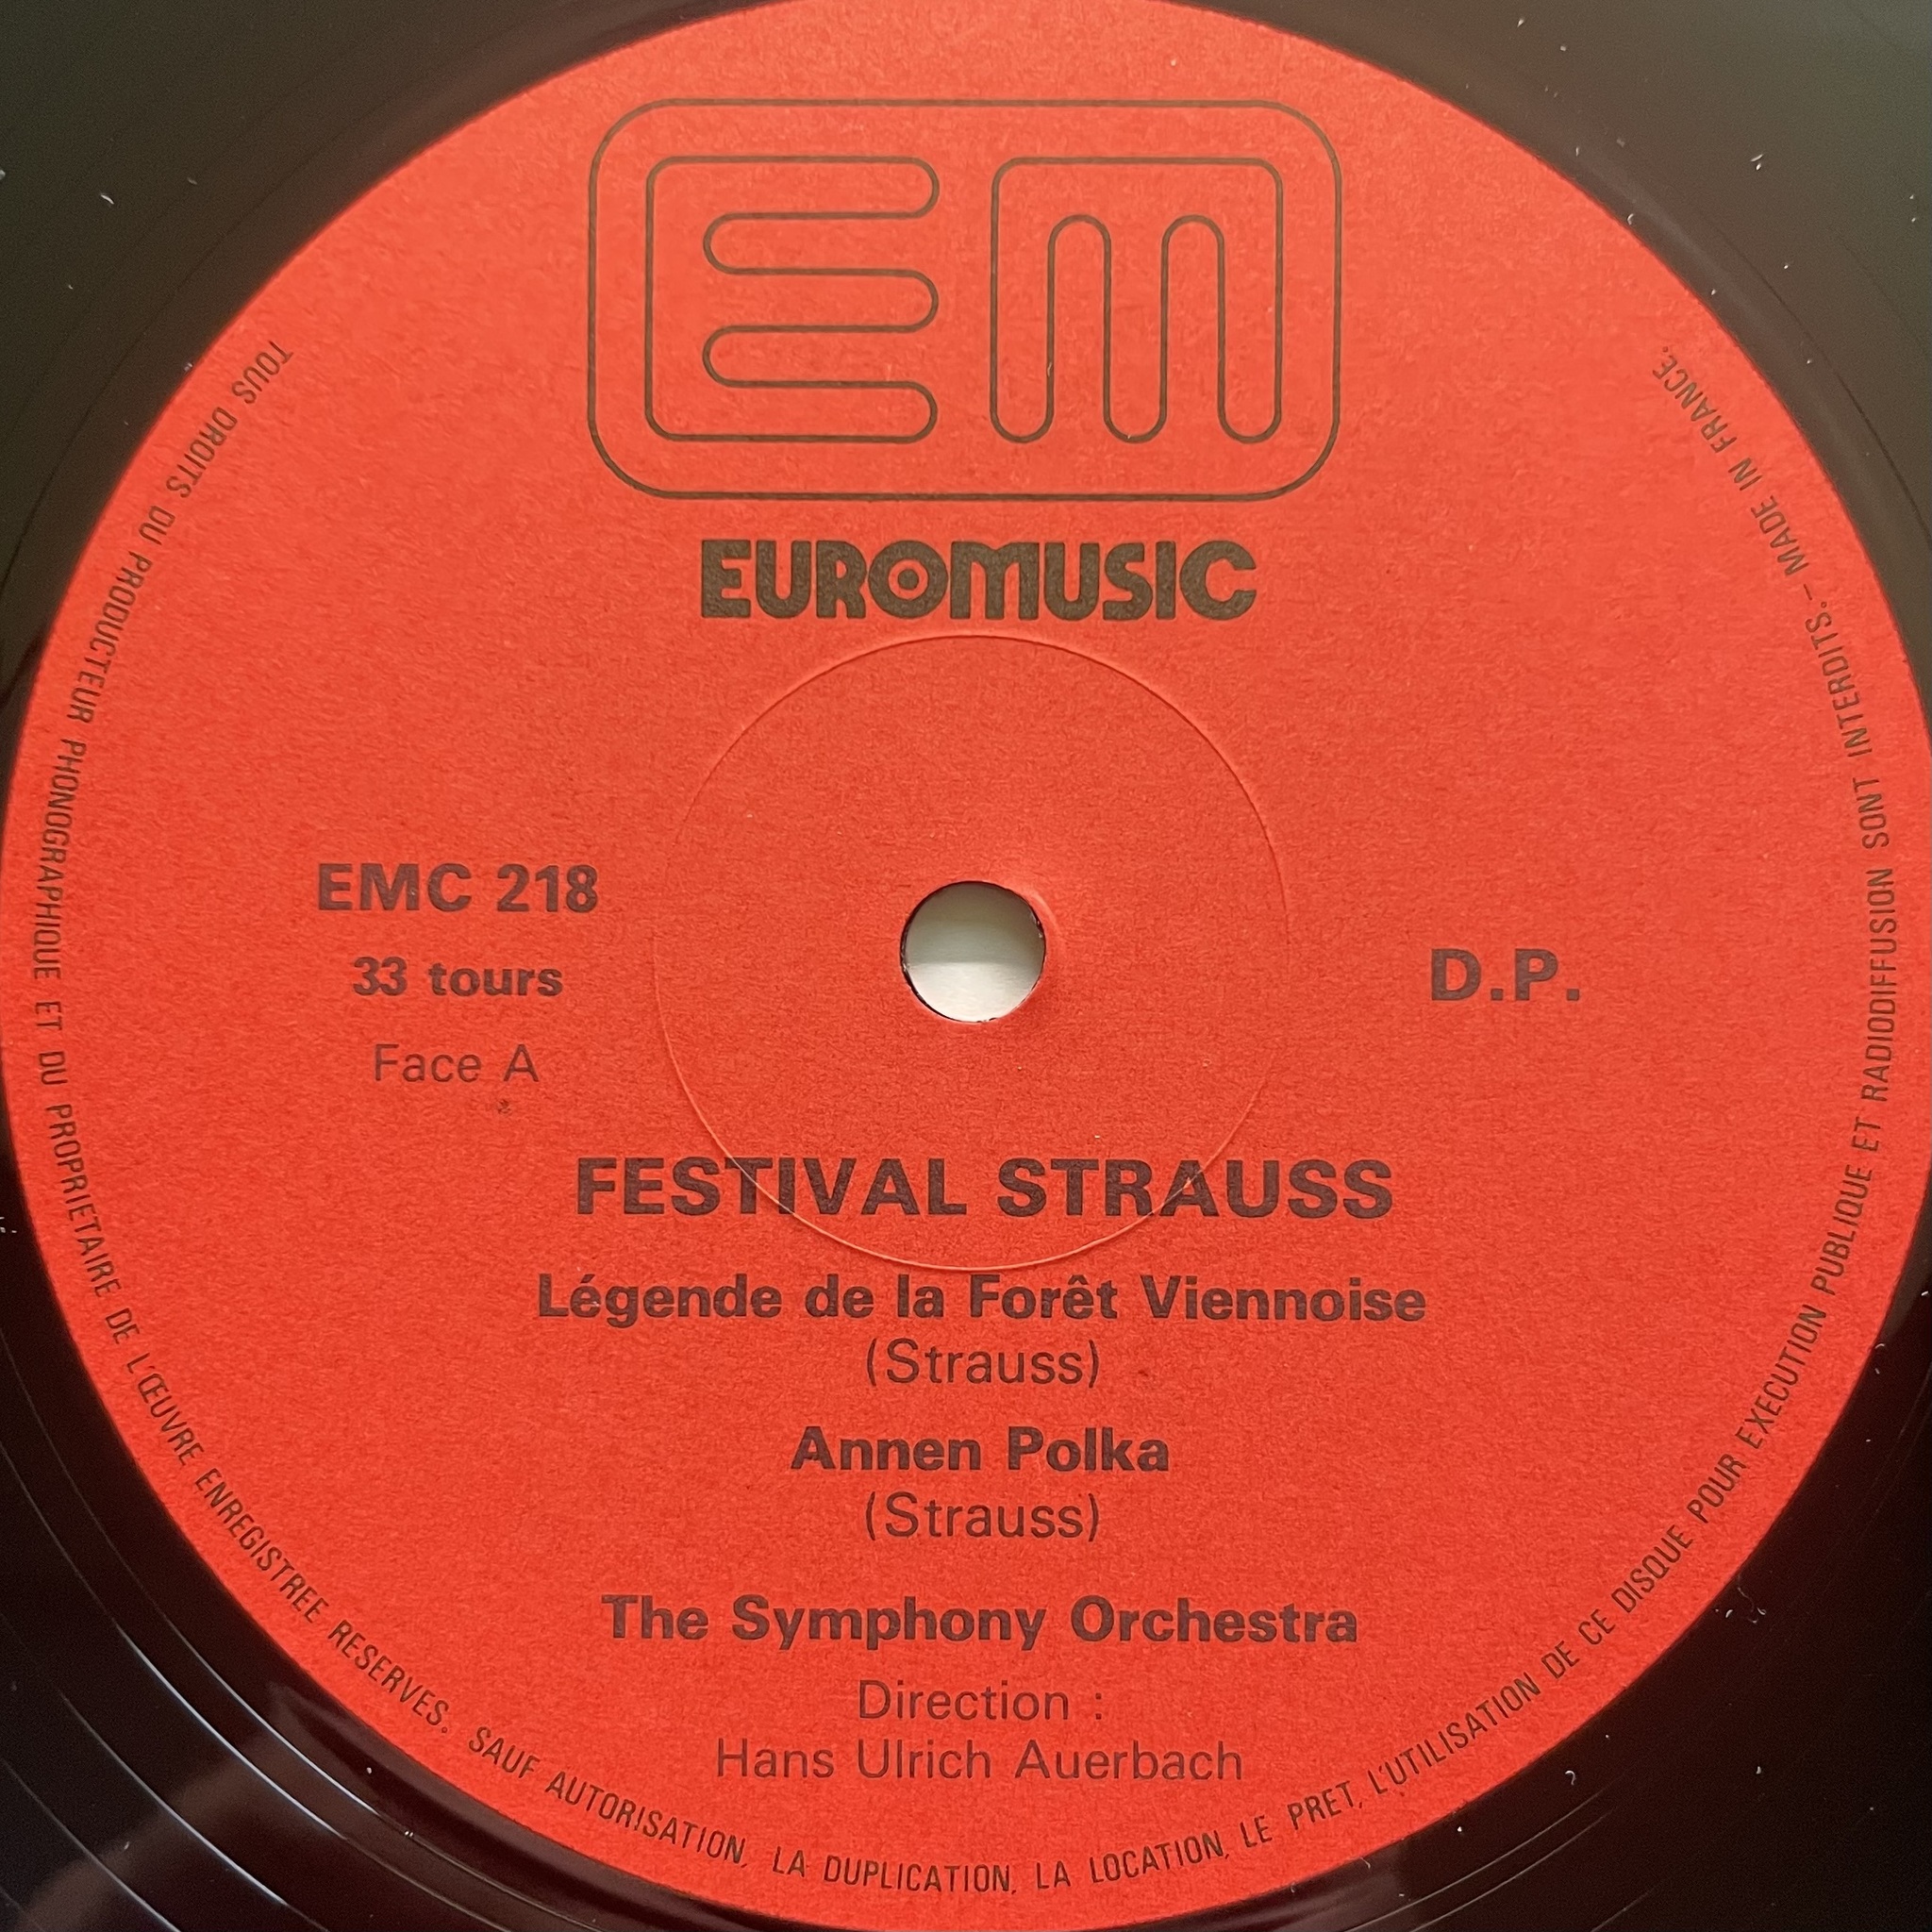 EM
EUROMUSIC
EMC 218
33 tours
Face A
D.P.
FESTIVAL STRAUSS
Légende de la Forêt Viennoise
(Strauss)
Annen Polka
(Strauss)
The Symphony Orchestra
Direction :
Hans Ulrich Auerbach
TOUS DROITS DU PRODUCTEUR PHONOGRAPHIQUE ET DU PROPRIETAIRE DE L'ŒUVRE ENREGISTREE RESERVES. SAUF AUTORISATION, LA DUPLICATION, LA LOCATION, LE PRET, L'UTILISATION DE CE DISQUE POUR EXECUTION PUBLIQUE ET RADIODIFFUSION SONT INTERDITS. – MADE IN FRANCE.